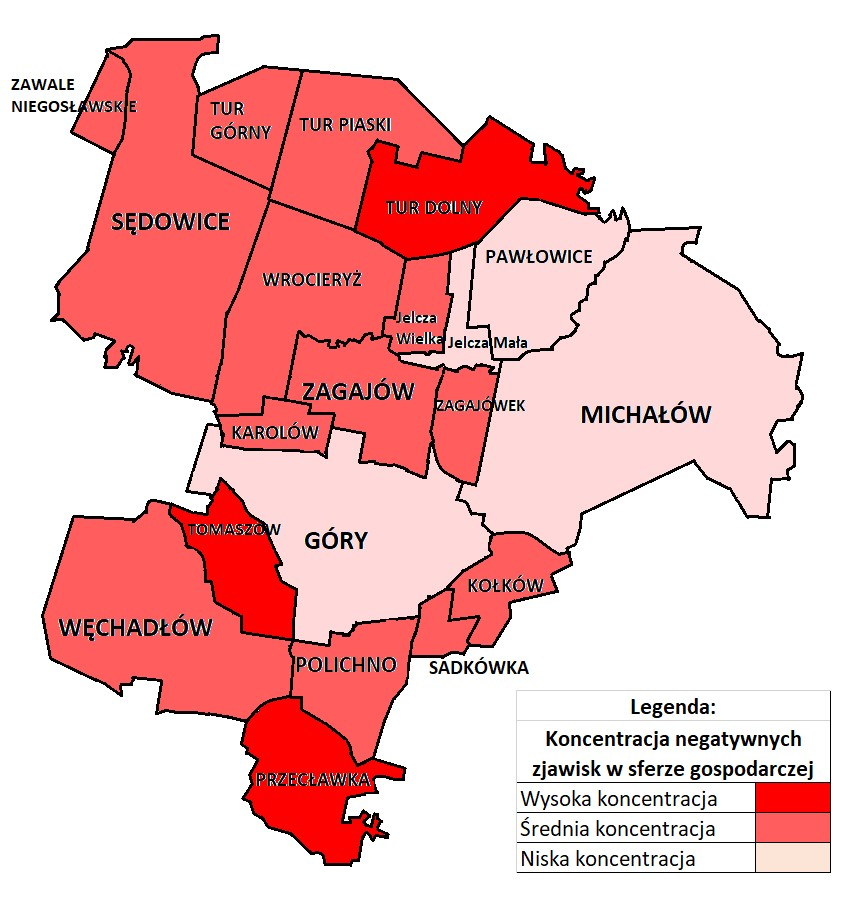 ZAWALE
NIEGOSŁAWSKIE
TUR
GÓRNY
TUR PIASKI
TUR DOLNY
SĘDOWICE
PAWŁOWICE
WROCIERYŻ
Jelcza
Wielka
Jelcza Mała
ZAGAJÓW
ZAGAJÓWEK
MICHAŁÓW
KAROLÓW
TOMASZÓW
GÓRY
KOŁKÓW
WĘCHADŁÓW
POLICHNO
SADKÓWKA
PRZECŁAWKA
Legenda:
Koncentracja negatywnych
zjawisk w sferze gospodarczej
Wysoka koncentracja
Średnia koncentracja
Niska koncentracja